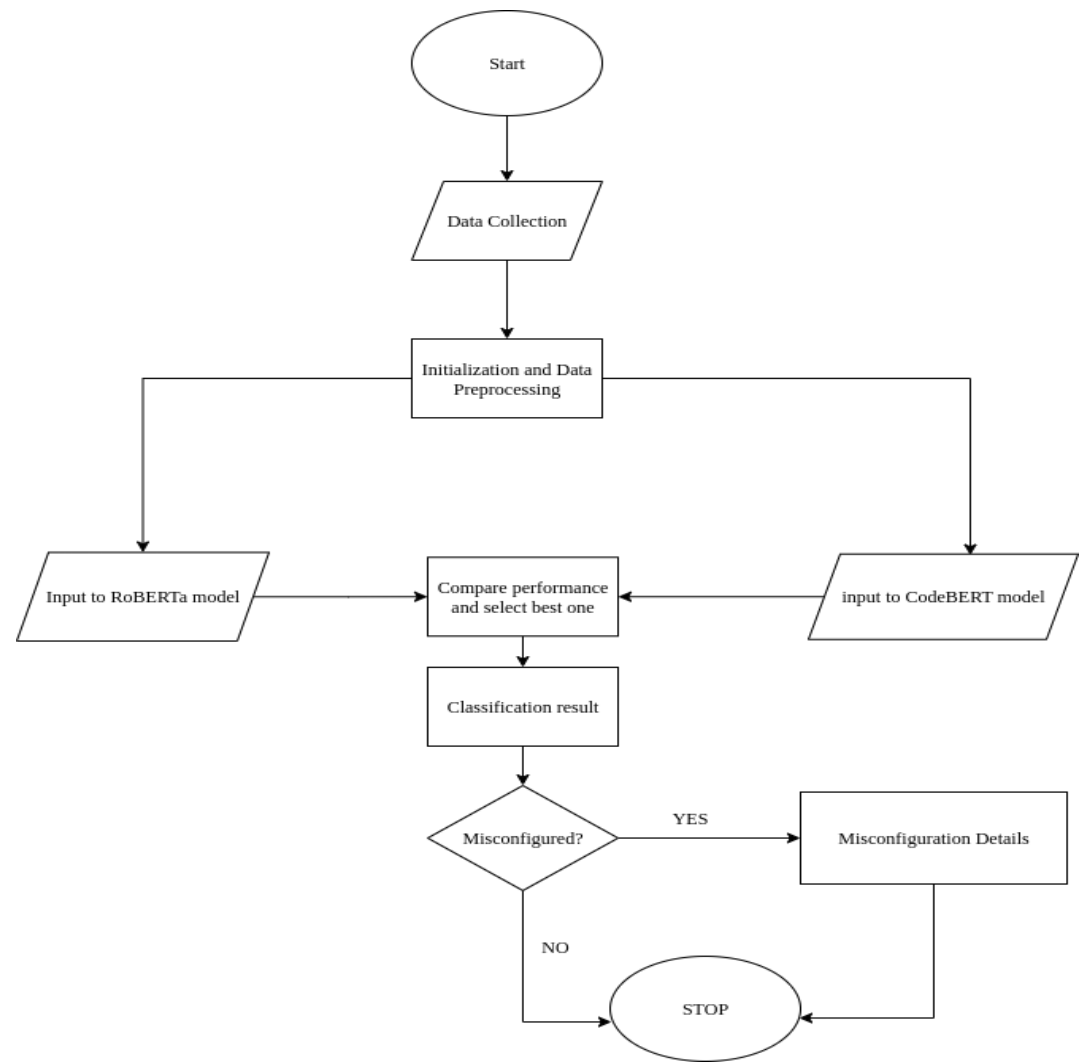 Start
Data Collection
Initialization and Data
Preprocessing
Input to RoBERTa model
Compare performance
and select best one
input to CodeBERT model
Classification result
Misconfigured?
YES
Misconfiguration Details
NO
STOP